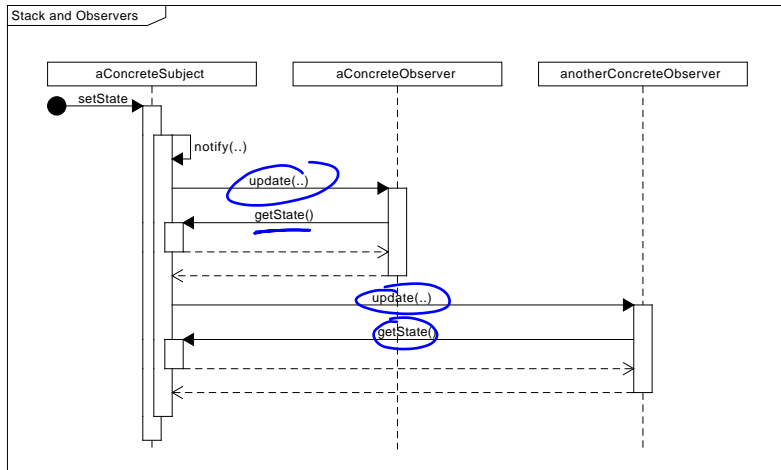 Stack and Observers
aConcreteSubject
aConcreteObserver
anotherConcreteObserver
setState
notify(..)
update(..)
getState()
update(..)
getState()